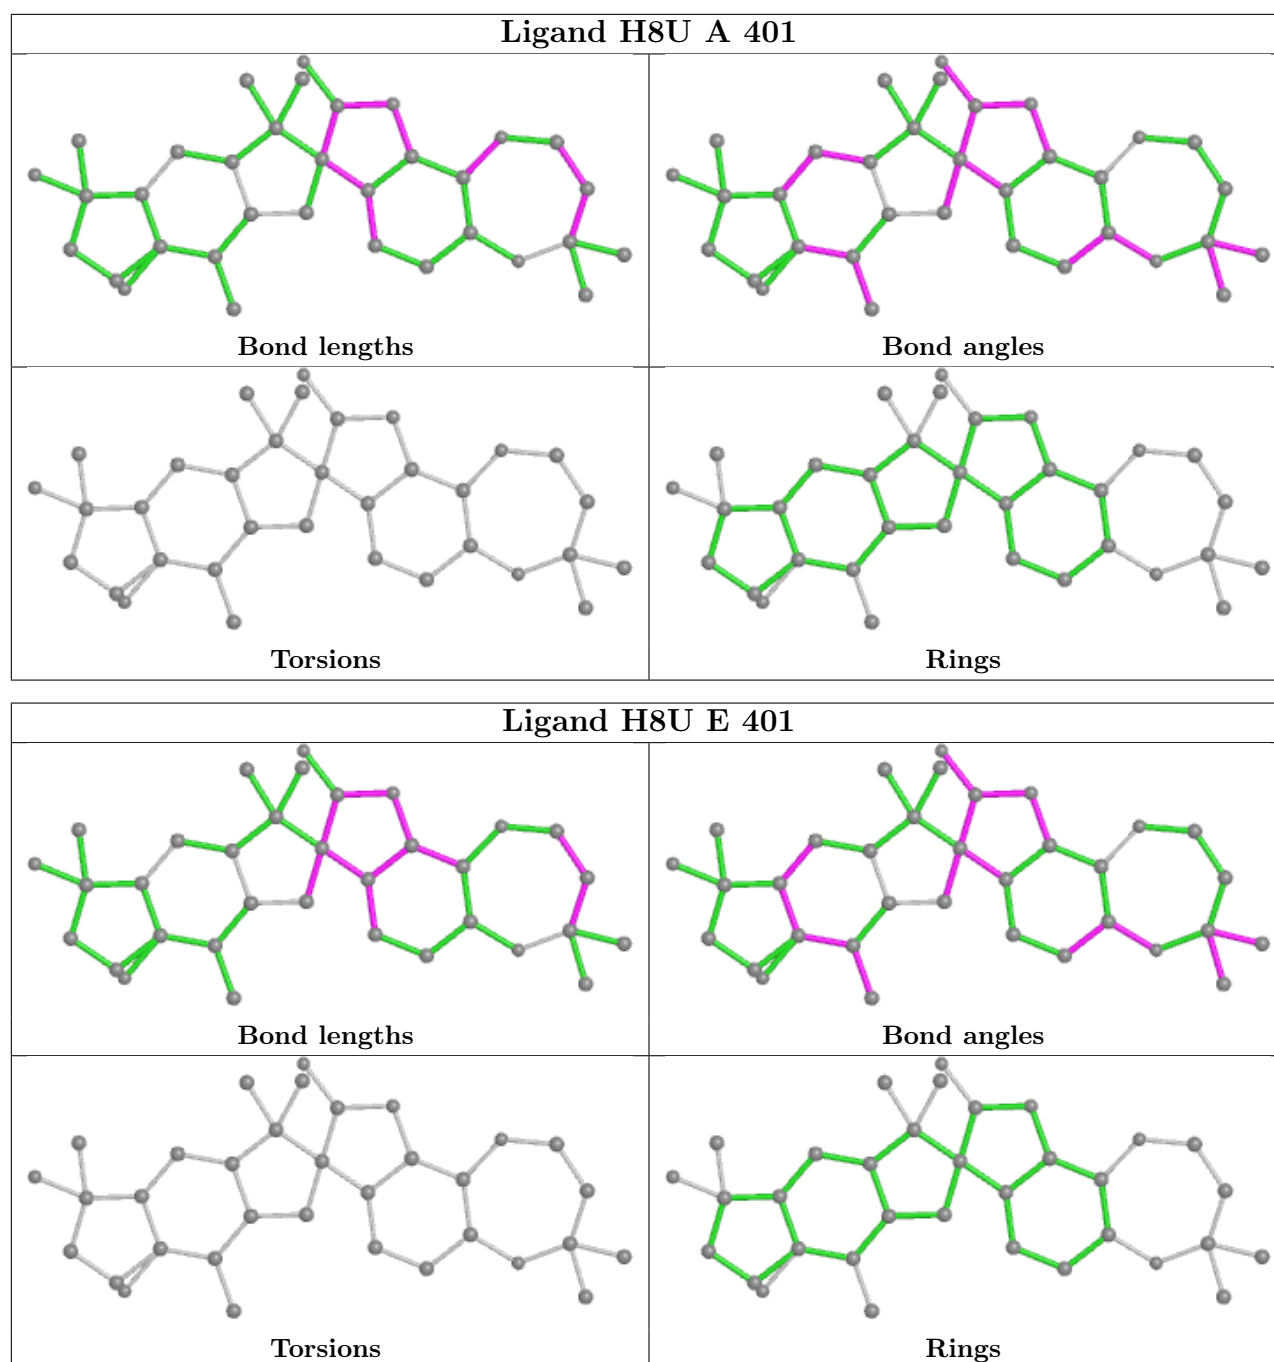 Ligand H8U A 401
Bond lengths
Bond angles
Torsions
Rings
Ligand H8U E 401
Bond lengths
Bond angles
Torsions
Rings